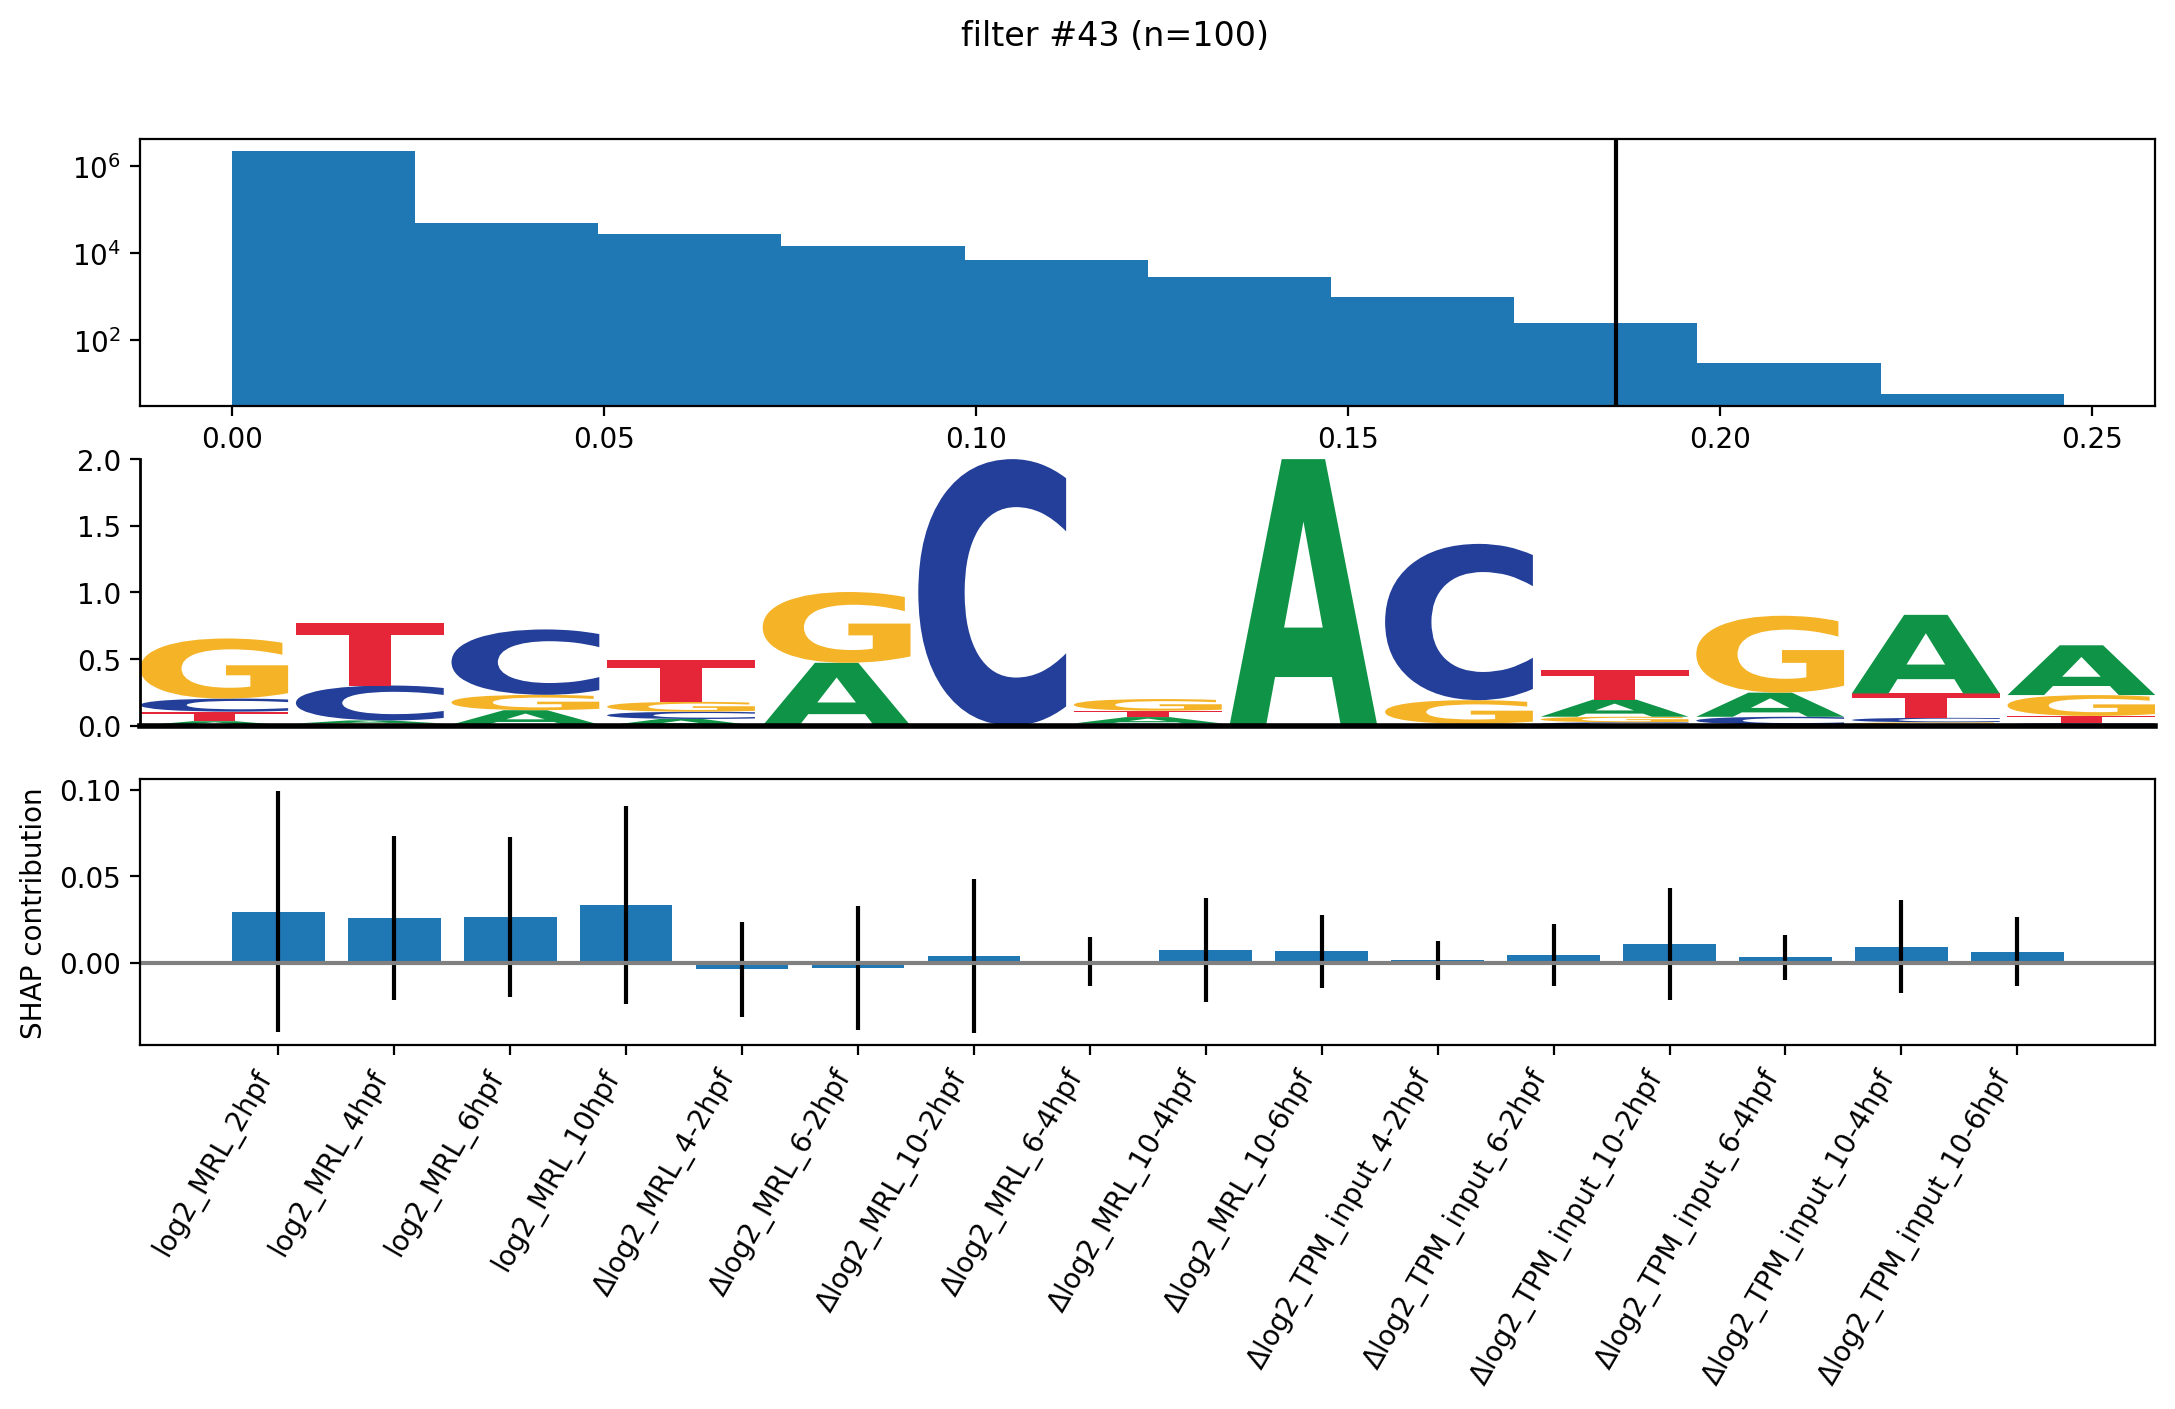 filter #43 (n=100)
10^6
10^4
10^2
0.00 0.05 0.10 0.15 0.20 0.25
2.0
1.5
1.0
0.5
0.0
G T C T G C G A C T G A A
C C G G A C A G A T G
T A C T G C C T
A A A
0.10
0.05
0.00
SHAP contribution
log2_MRL_2hpf
log2_MRL_4hpf
log2_MRL_6hpf
log2_MRL_10hpf
Δlog2_MRL_4-2hpf
Δlog2_MRL_6-2hpf
Δlog2_MRL_10-2hpf
Δlog2_MRL_6-4hpf
Δlog2_MRL_10-4hpf
Δlog2_MRL_10-6hpf
Δlog2_TPM_input_4-2hpf
Δlog2_TPM_input_6-2hpf
Δlog2_TPM_input_10-2hpf
Δlog2_TPM_input_6-4hpf
Δlog2_TPM_input_10-4hpf
Δlog2_TPM_input_10-6hpf